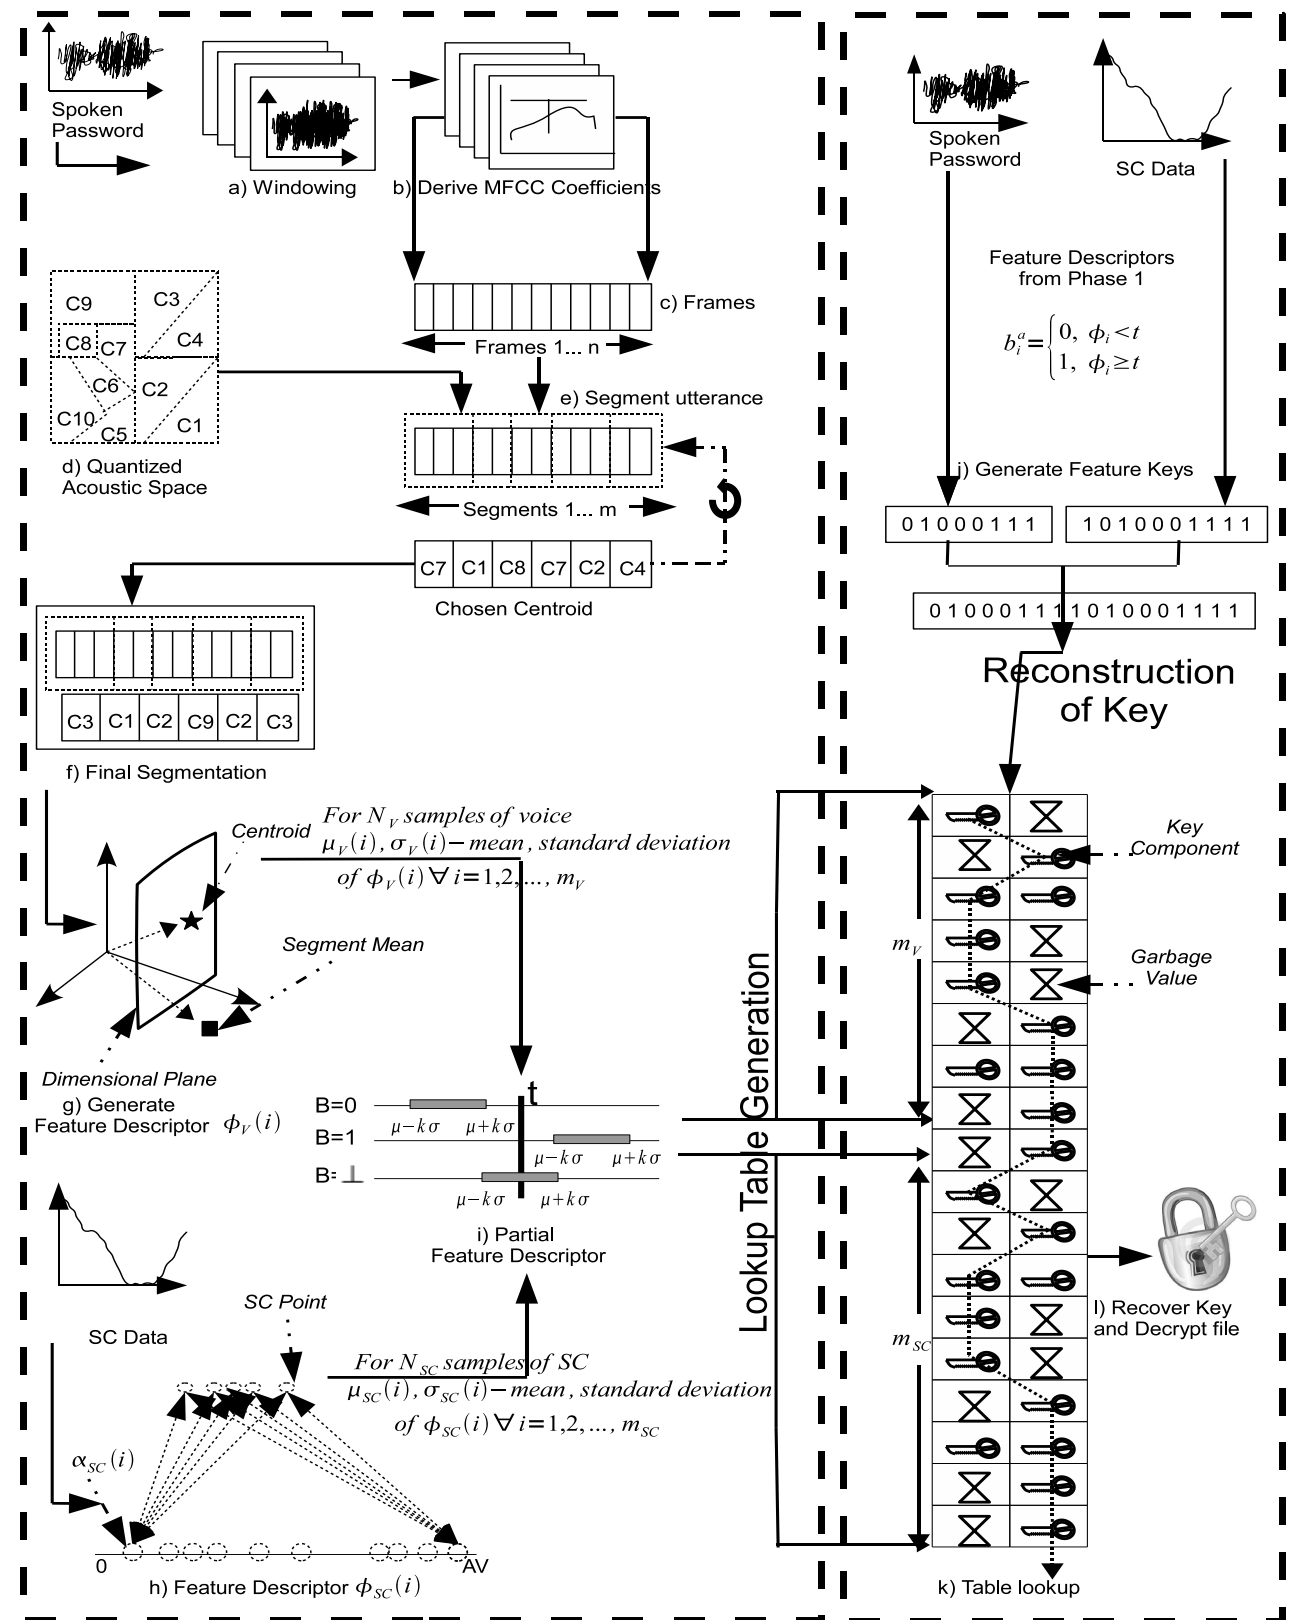 Spoken
Password
a) Windowing
b) Derive MFCC Coefficients
c) Frames
Frames 1... n
C9
C3
C8
C7
C4
C6
C2
C10
C5
C1
d) Quantized
Acoustic Space
e) Segment utterance
Segments 1... m
C7 C1 C8 C7 C2 C4
Chosen Centroid
C3 C1 C2 C9 C2 C3
f) Final Segmentation
Centroid
For N_V samples of voice
μ_V(i), σ_V(i)−mean, standard deviation
of ϕ_V(i) ∀ i=1,2,..., m_V
Segment Mean
Dimensional Plane
g) Generate
Feature Descriptor ϕ_V(i)
t
B=0
μ−kσ μ+kσ
B=1
μ−kσ μ+kσ
B=⊥
μ−kσ μ+kσ
i) Partial
Feature Descriptor
SC Data
SC Point
For N_SC samples of SC
μ_SC(i), σ_SC(i)−mean, standard deviation
of ϕ_SC(i) ∀ i=1,2,..., m_SC
α_SC(i)
0
AV
h) Feature Descriptor ϕ_SC(i)
Lookup Table Generation
Spoken
Password
SC Data
Feature Descriptors
from Phase 1
b_i^a = { 0, ϕ_i < t
1, ϕ_i ≥ t
j) Generate Feature Keys
0 1 0 0 0 1 1 1
1 0 1 0 0 0 1 1 1 1
0 1 0 0 0 1 1 1 1 0 1 0 0 0 1 1 1 1
Reconstruction
of Key
Key
Component
m_V
Garbage
Value
m_SC
l) Recover Key
and Decrypt file
k) Table lookup